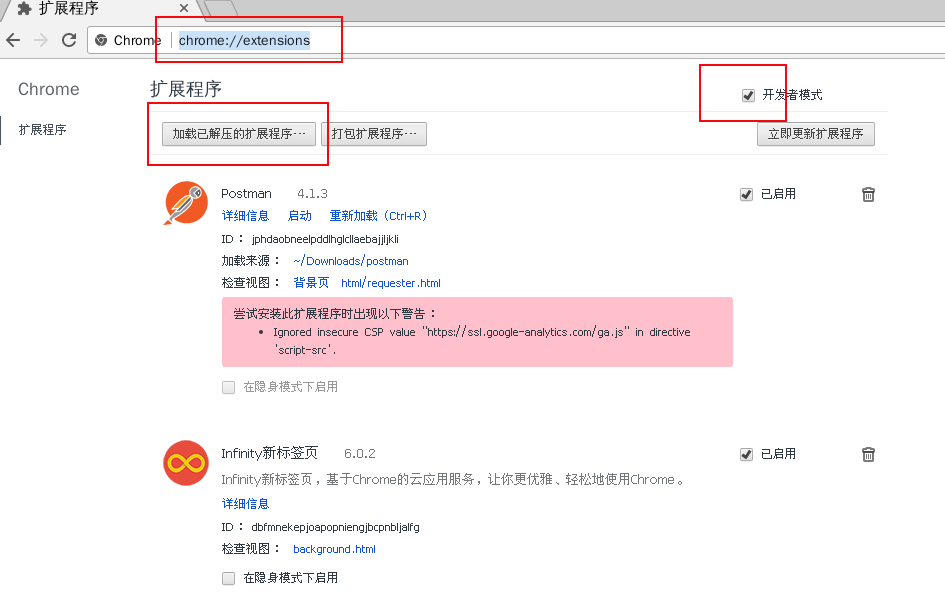 扩展程序
Chrome chrome://extensions
Chrome 扩展程序 开发者模式
扩展程序
加载已解压的扩展程序… 打包扩展程序… 立即更新扩展程序
Postman 4.1.3 已启用
详细信息 启动 重新加载 (Ctrl+R)
ID： jphdaobneelpddlhglcllaebajjljkli
加载来源： ~/Downloads/postman
检查视图： 背景页 html/requester.html
尝试安装此扩展程序时出现以下警告：
• Ignored insecure CSP value "https://ssl.google-analytics.com/ga.js" in directive
'script-src'.
在隐身模式下启用
Infinity新标签页 6.0.2 已启用
Infinity新标签页，基于Chrome的云应用服务，让你更优雅、轻松地使用Chrome。
详细信息
ID： dbfmnekepjoapopniengjbcpnbljalfg
检查视图： background.html
在隐身模式下启用